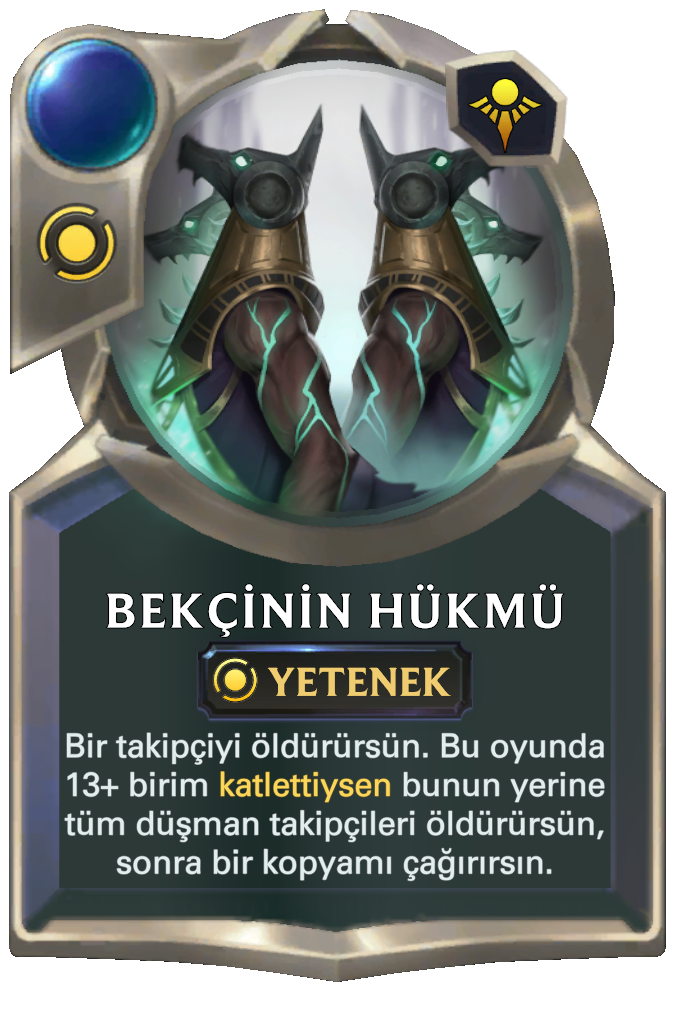 BEKÇİNİN HÜKMÜ
YETENEK
Bir takipçiyi öldürürsün. Bu oyunda
13+ birim katlettiysen bunun yerine
tüm düşman takipçileri öldürürsün,
sonra bir kopyamı çağırırsın.